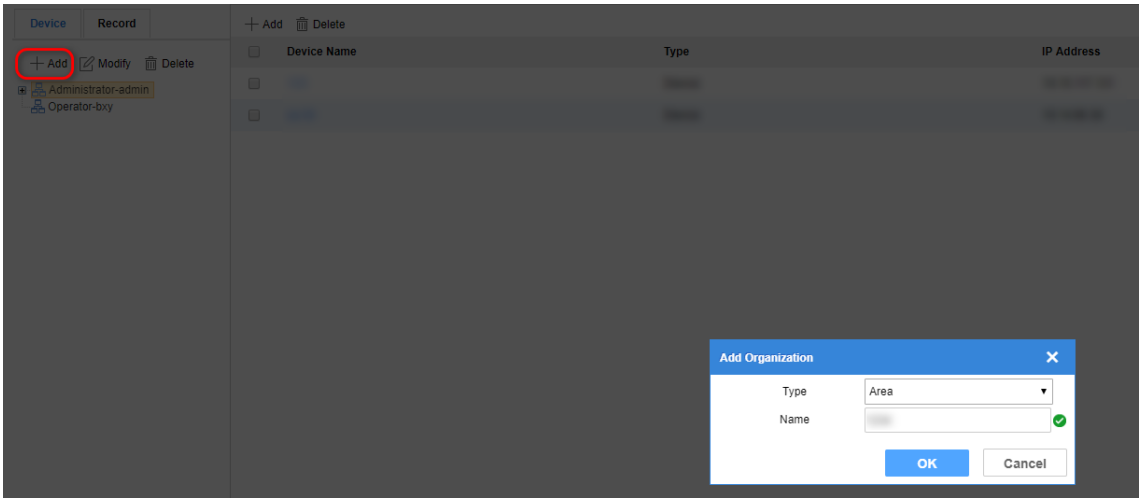 Device Record
Add Modify Delete
Administrator-admin
Operator-bxy
Add Delete
Device Name Type IP Address
Add Organization
Type Area
Name
OK Cancel